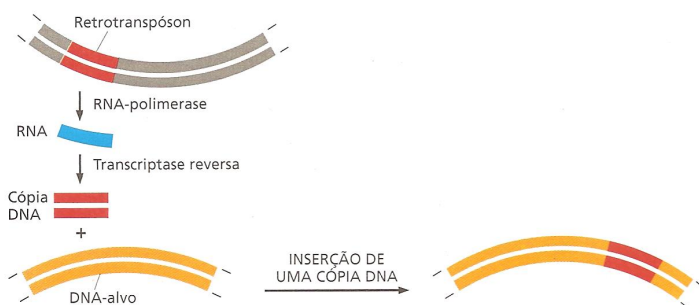 Retrotranspóson
RNA-polimerase
RNA
Transcriptase reversa
Cópia
DNA
+
DNA-alvo
INSERÇÃO DE
UMA CÓPIA DNA